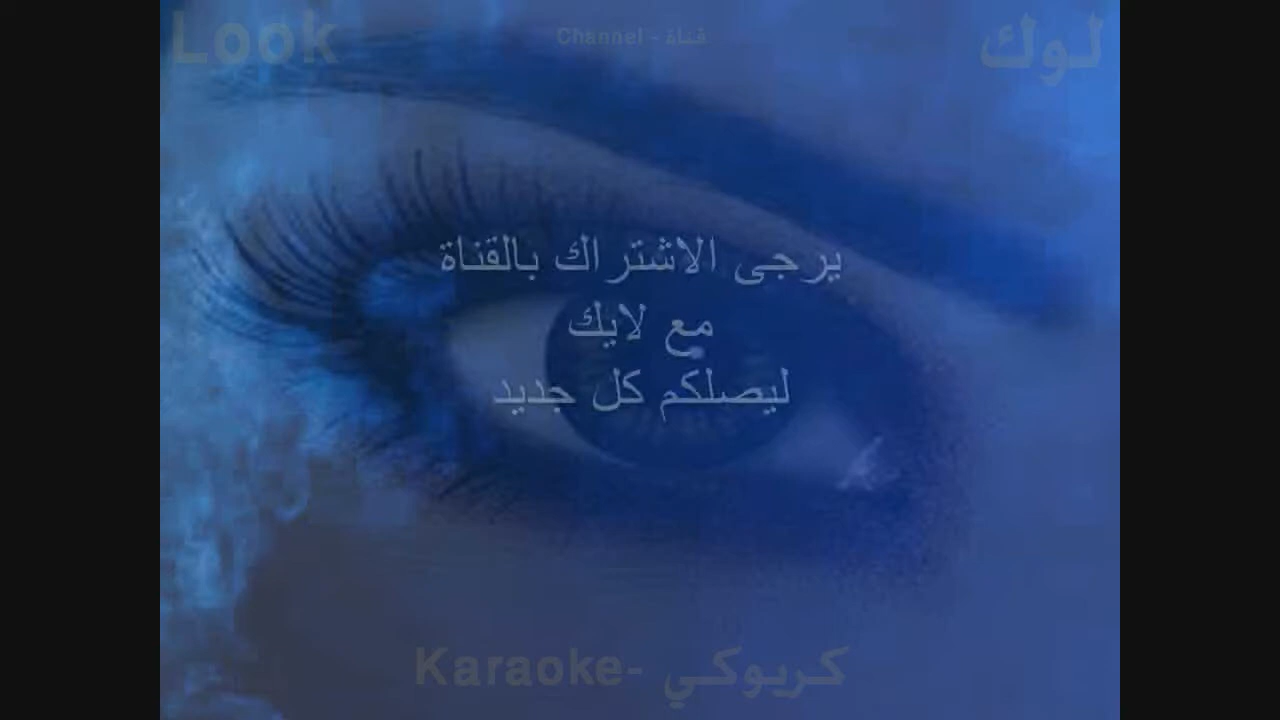 Look
Channel - قناة
لوك
يرجى الاشتراك بالقناة
مع لايك
ليصلكم كل جديد
Karaoke- كريوكي